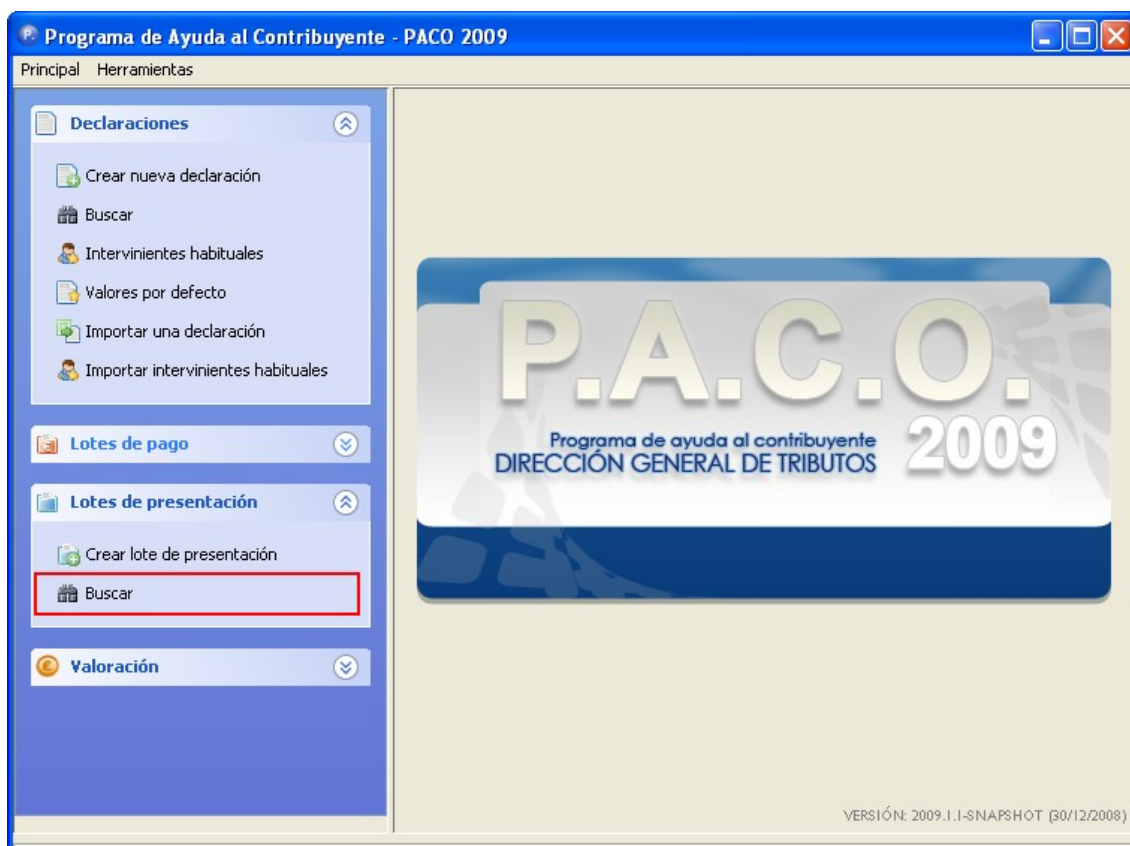 Programa de Ayuda al Contribuyente - PACO 2009
Principal Herramientas
Declaraciones
Crear nueva declaración
Buscar
Intervinientes habituales
Valores por defecto
Importar una declaración
Importar intervinientes habituales
Lotes de pago
Lotes de presentación
Crear lote de presentación
Buscar
Valoración
P.A.C.O.
Programa de ayuda al contribuyente
DIRECCIÓN GENERAL DE TRIBUTOS
2009
VERSIÓN: 2009.1.1-SNAPSHOT (30/12/2008)